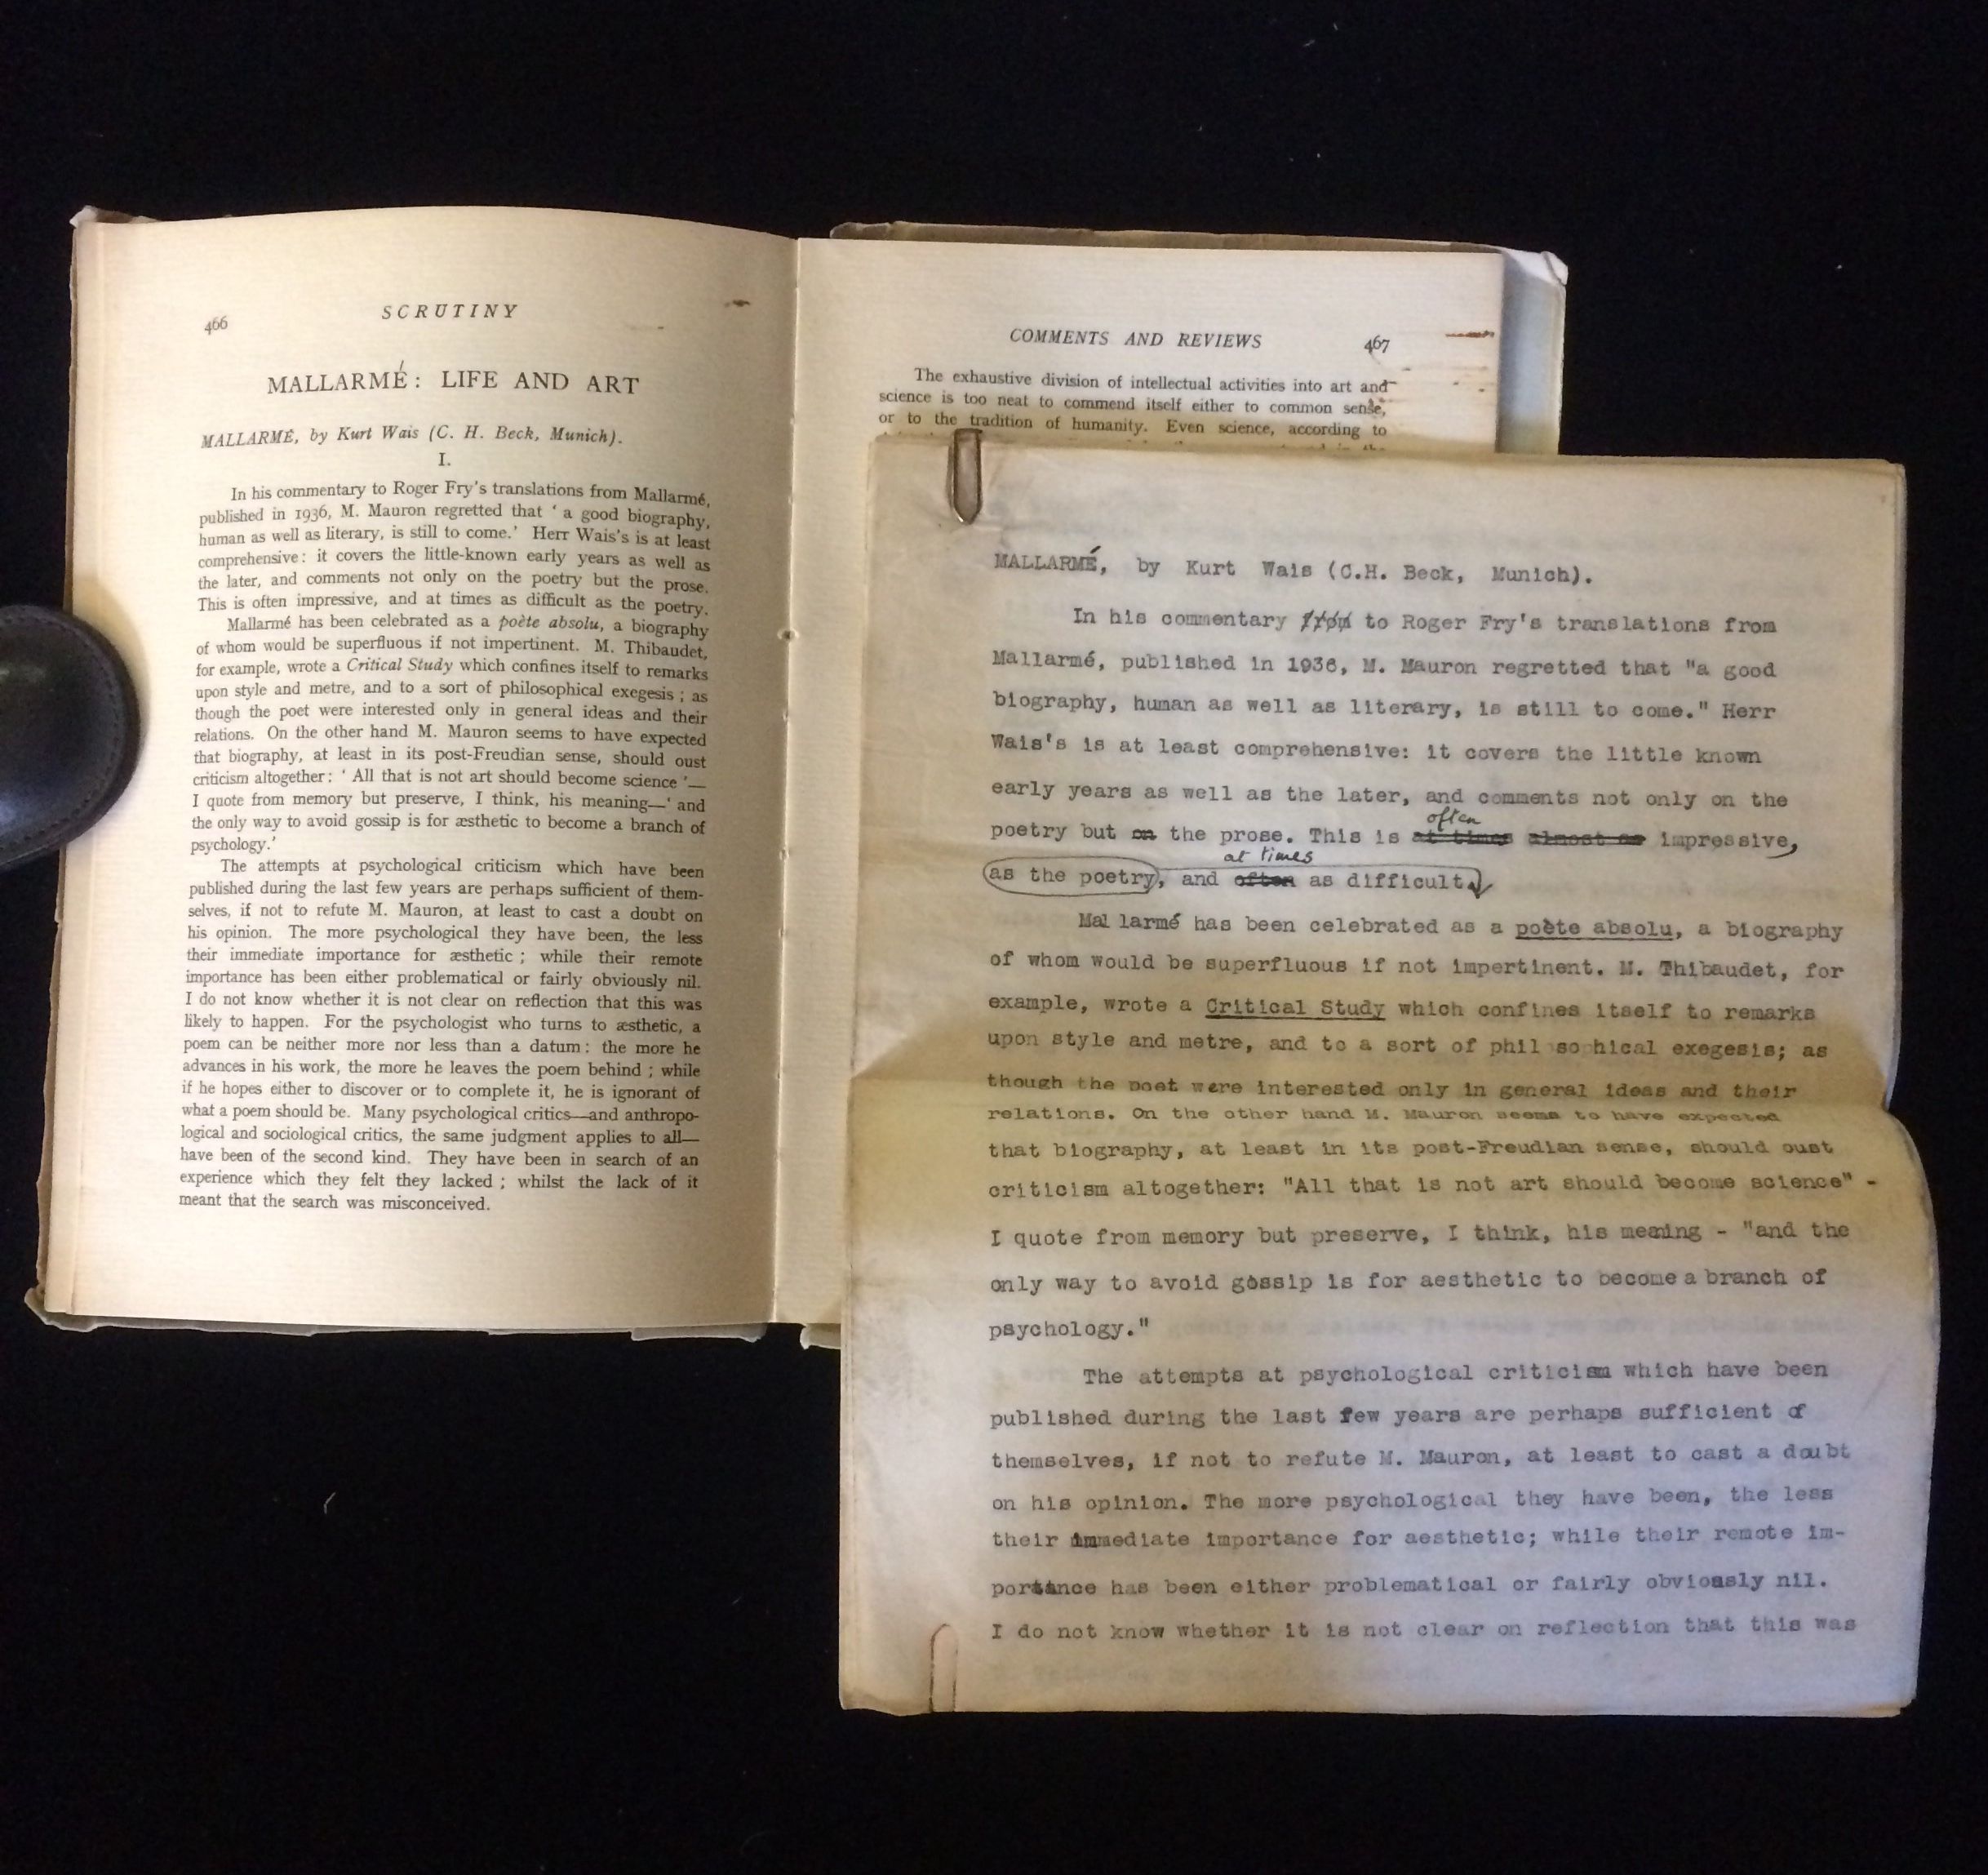 466
SCRUTINY
MALLARMÉ: LIFE AND ART
MALLARMÉ, by Kurt Wais (C. H. Beck, Munich).
I.
In his commentary to Roger Fry's translations from Mallarmé,
published in 1936, M. Mauron regretted that ' a good biography,
human as well as literary, is still to come.' Herr Wais's is at least
comprehensive: it covers the little-known early years as well as
the later, and comments not only on the poetry but the prose.
This is often impressive, and at times as difficult as the poetry.
Mallarmé has been celebrated as a poète absolu, a biography
of whom would be superfluous if not impertinent. M. Thibaudet,
for example, wrote a Critical Study which confines itself to remarks
upon style and metre, and to a sort of philosophical exegesis ; as
though the poet were interested only in general ideas and their
relations. On the other hand M. Mauron seems to have expected
that biography, at least in its post-Freudian sense, should oust
criticism altogether: ' All that is not art should become science '—
I quote from memory but preserve, I think, his meaning—' and
the only way to avoid gossip is for æsthetic to become a branch of
psychology.'
The attempts at psychological criticism which have been
published during the last few years are perhaps sufficient of them-
selves, if not to refute M. Mauron, at least to cast a doubt on
his opinion. The more psychological they have been, the less
their immediate importance for æsthetic ; while their remote
importance has been either problematical or fairly obviously nil.
I do not know whether it is not clear on reflection that this was
likely to happen. For the psychologist who turns to æsthetic, a
poem can be neither more nor less than a datum: the more he
advances in his work, the more he leaves the poem behind ; while
if he hopes either to discover or to complete it, he is ignorant of
what a poem should be. Many psychological critics—and anthropo-
logical and sociological critics, the same judgment applies to all—
have been of the second kind. They have been in search of an
experience which they felt they lacked ; whilst the lack of it
meant that the search was misconceived.
COMMENTS AND REVIEWS
467
The exhaustive division of intellectual activities into art and
science is too neat to commend itself either to common sense,
or to the tradition of humanity. Even science, according to
MALLARMÉ, by Kurt Wais (C.H. Beck, Munich).
In his commentary to Roger Fry's translations from
Mallarmé, published in 1936, M. Mauron regretted that "a good
biography, human as well as literary, is still to come." Herr
Wais's is at least comprehensive: it covers the little known
early years as well as the later, and comments not only on the
often
poetry but on the prose. This is at times almost as impressive,
at times
as the poetry, and often as difficult.
Mallarmé has been celebrated as a poète absolu, a biography
of whom would be superfluous if not impertinent. M. Thibaudet, for
example, wrote a Critical Study which confines itself to remarks
upon style and metre, and to a sort of phil so hical exegesis; as
though the poet were interested only in general ideas and their
relations. On the other hand M. Mauron seems to have expected
that biography, at least in its post-Freudian sense, should oust
criticism altogether: "All that is not art should become science" -
I quote from memory but preserve, I think, his meaning - "and the
only way to avoid gossip is for aesthetic to become a branch of
psychology."
The attempts at psychological criticism which have been
published during the last few years are perhaps sufficient of
themselves, if not to refute M. Mauron, at least to cast a doubt
on his opinion. The more psychological they have been, the less
their immediate importance for aesthetic; while their remote im-
portance has been either problematical or fairly obviously nil.
I do not know whether it is not clear on reflection that this was